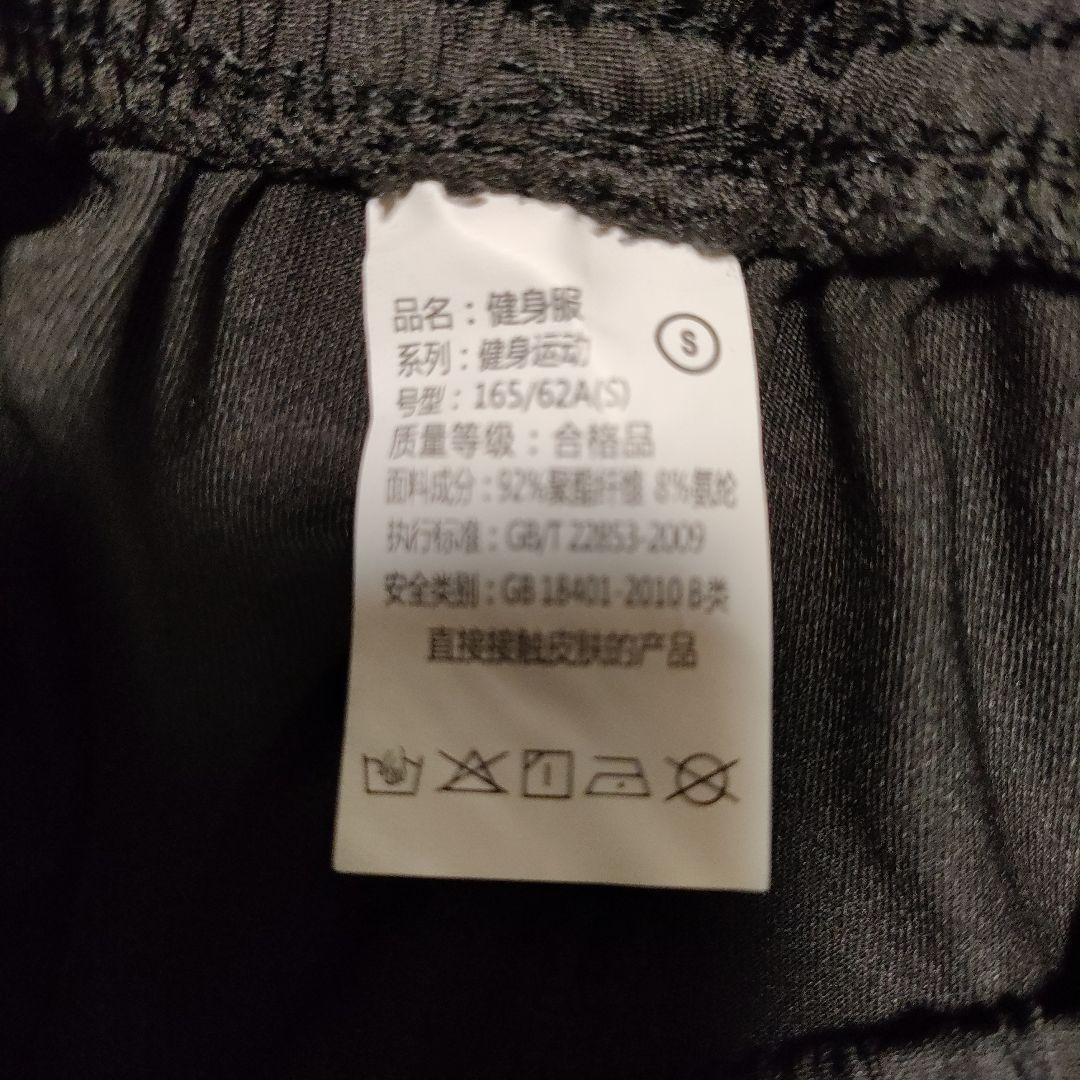 品名：健身服
S
系列：健身运动
号型：165/62A(S)
质量等级：合格品
面料成分：92%聚酯纤维 8%氨纶
执行标准：GB/T 22853-2009
安全类别：GB 18401-2010 B类
直接接触皮肤的产品